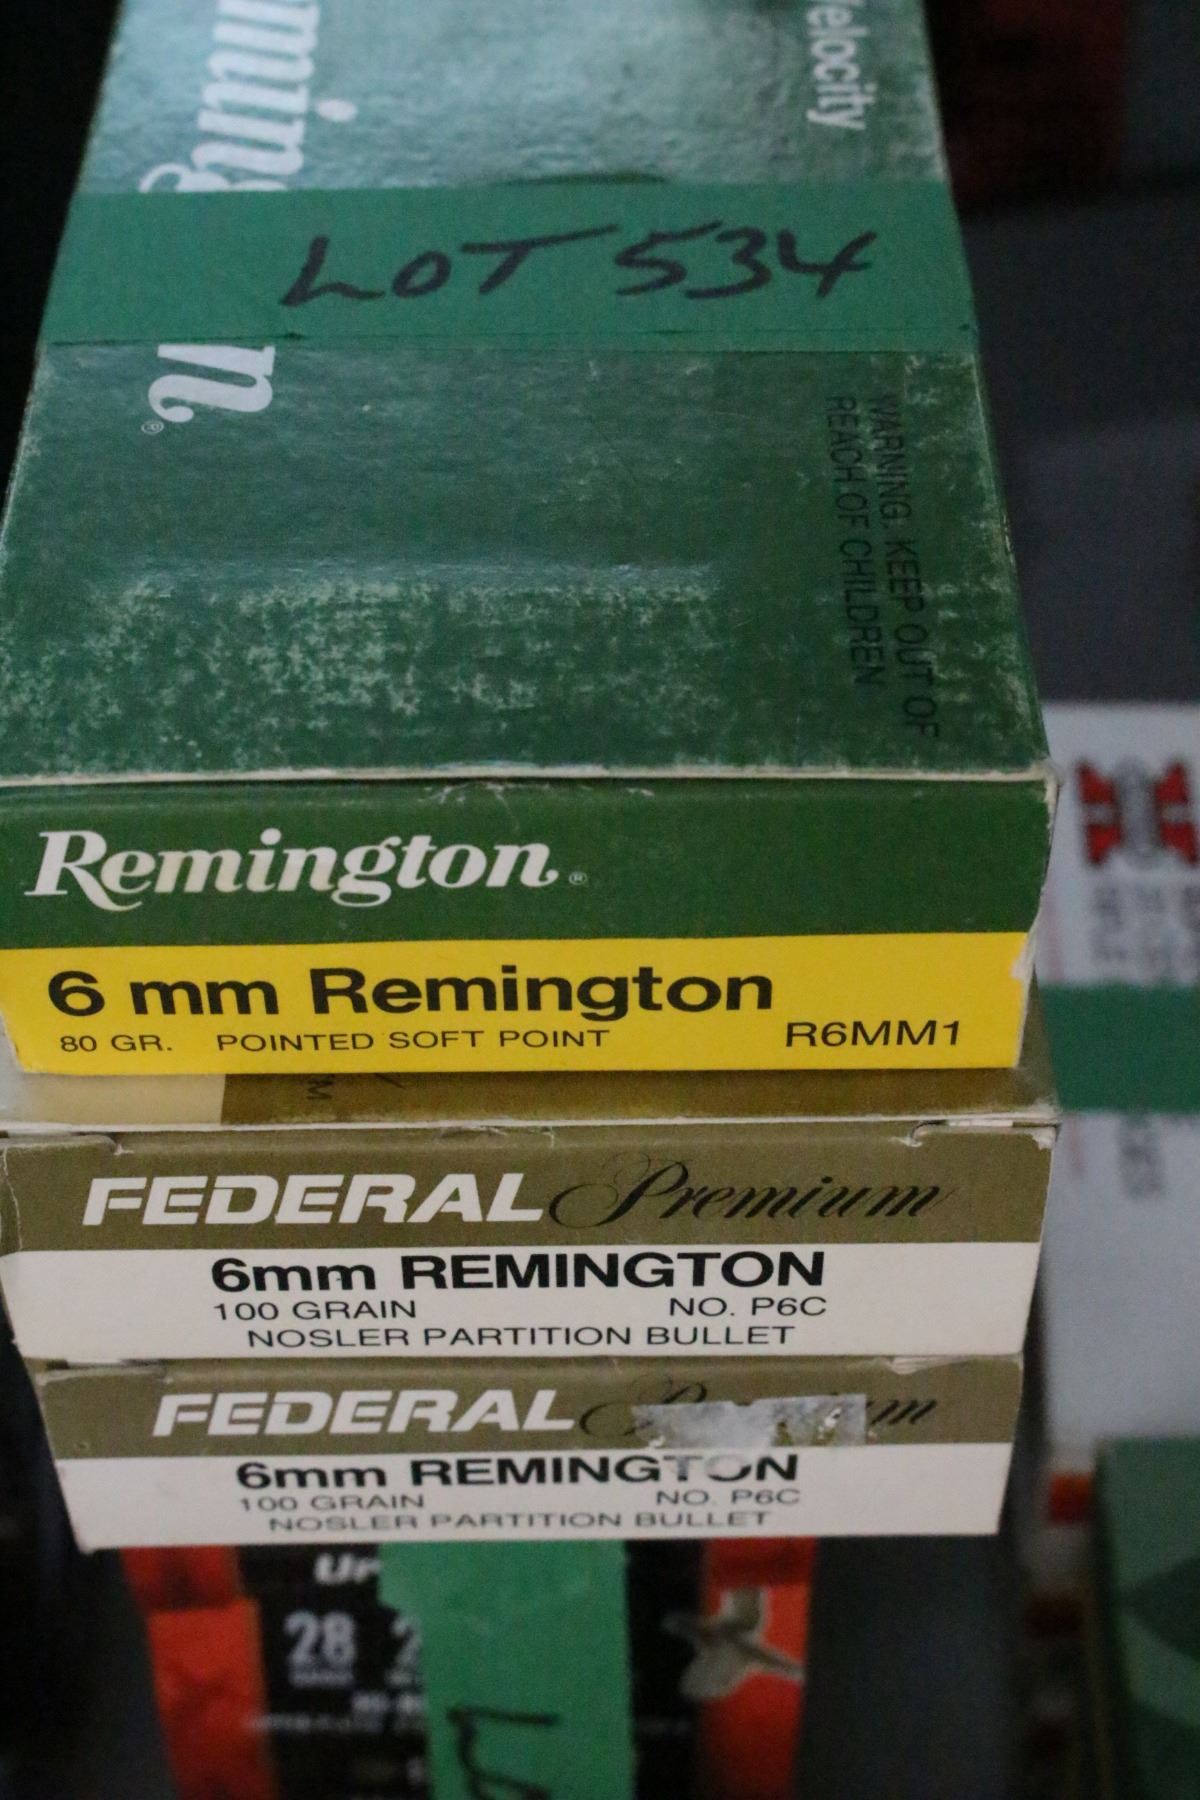 Remington®
Velocity
LOT 534
WARNING: KEEP OUT OF
REACH OF CHILDREN
Remington®
6 mm Remington
80 GR. POINTED SOFT POINT R6MM1
FEDERAL Premium
6mm REMINGTON
100 GRAIN NO. P6C
NOSLER PARTITION BULLET
FEDERAL Premium
6mm REMINGTON
100 GRAIN NO. P6C
NOSLER PARTITION BULLET
28